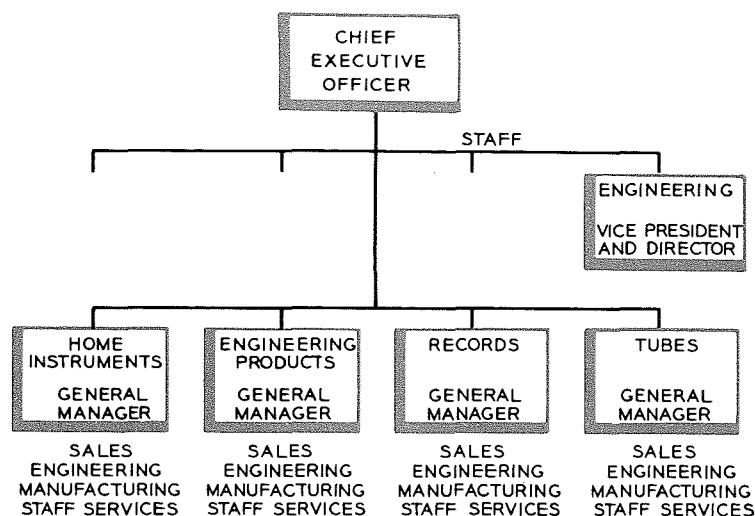 CHIEF
EXECUTIVE
OFFICER
STAFF
ENGINEERING
VICE PRESIDENT
AND DIRECTOR
HOME
INSTRUMENTS
GENERAL
MANAGER
SALES
ENGINEERING
MANUFACTURING
STAFF SERVICES
ENGINEERING
PRODUCTS
GENERAL
MANAGER
SALES
ENGINEERING
MANUFACTURING
STAFF SERVICES
RECORDS
GENERAL
MANAGER
SALES
ENGINEERING
MANUFACTURING
STAFF SERVICES
TUBES
GENERAL
MANAGER
SALES
ENGINEERING
MANUFACTURING
STAFF SERVICES